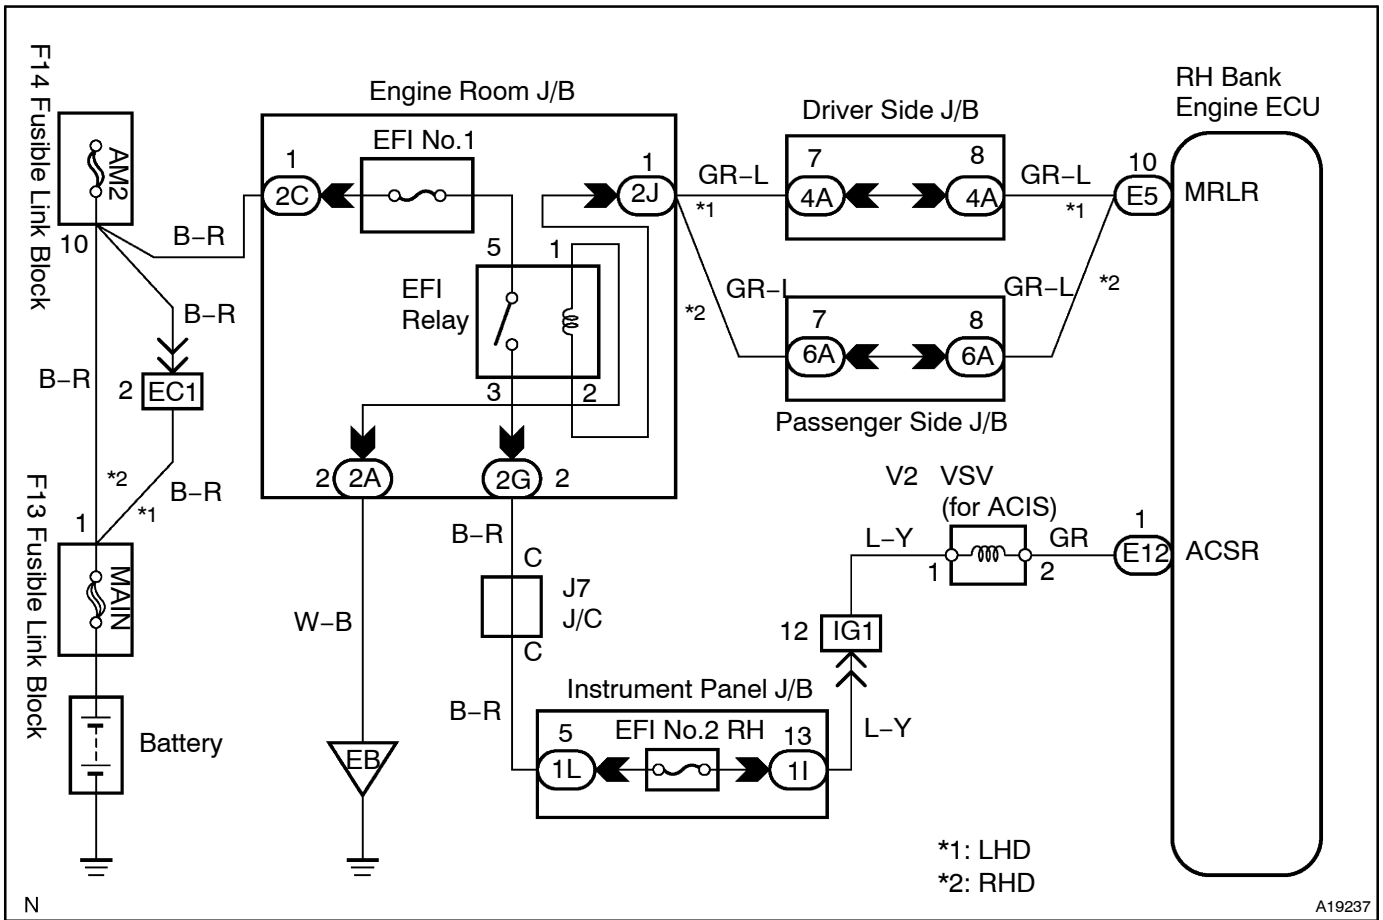 F14 Fusible Link Block
AM2
10
B–R
B–R
B–R
2
EC1
*2
*1
B–R
1
F13 Fusible Link Block
MAIN
Battery
Engine Room J/B
EFI No.1
1
2C
5
1
EFI
Relay
3
2
1
2J
2
2A
2G
2
W–B
EB
B–R
C
J7
J/C
C
B–R
GR–L
*1
Driver Side J/B
7
8
4A
4A
GR–L
*1
GR–L
*2
7
8
6A
6A
GR–L
*2
Passenger Side J/B
RH Bank
Engine ECU
10
E5
MRLR
V2
VSV
(for ACIS)
L–Y
1
2
GR
1
E12
ACSR
12
IG1
L–Y
Instrument Panel J/B
5
EFI No.2 RH
13
1L
1I
*1: LHD
*2: RHD
N
A19237